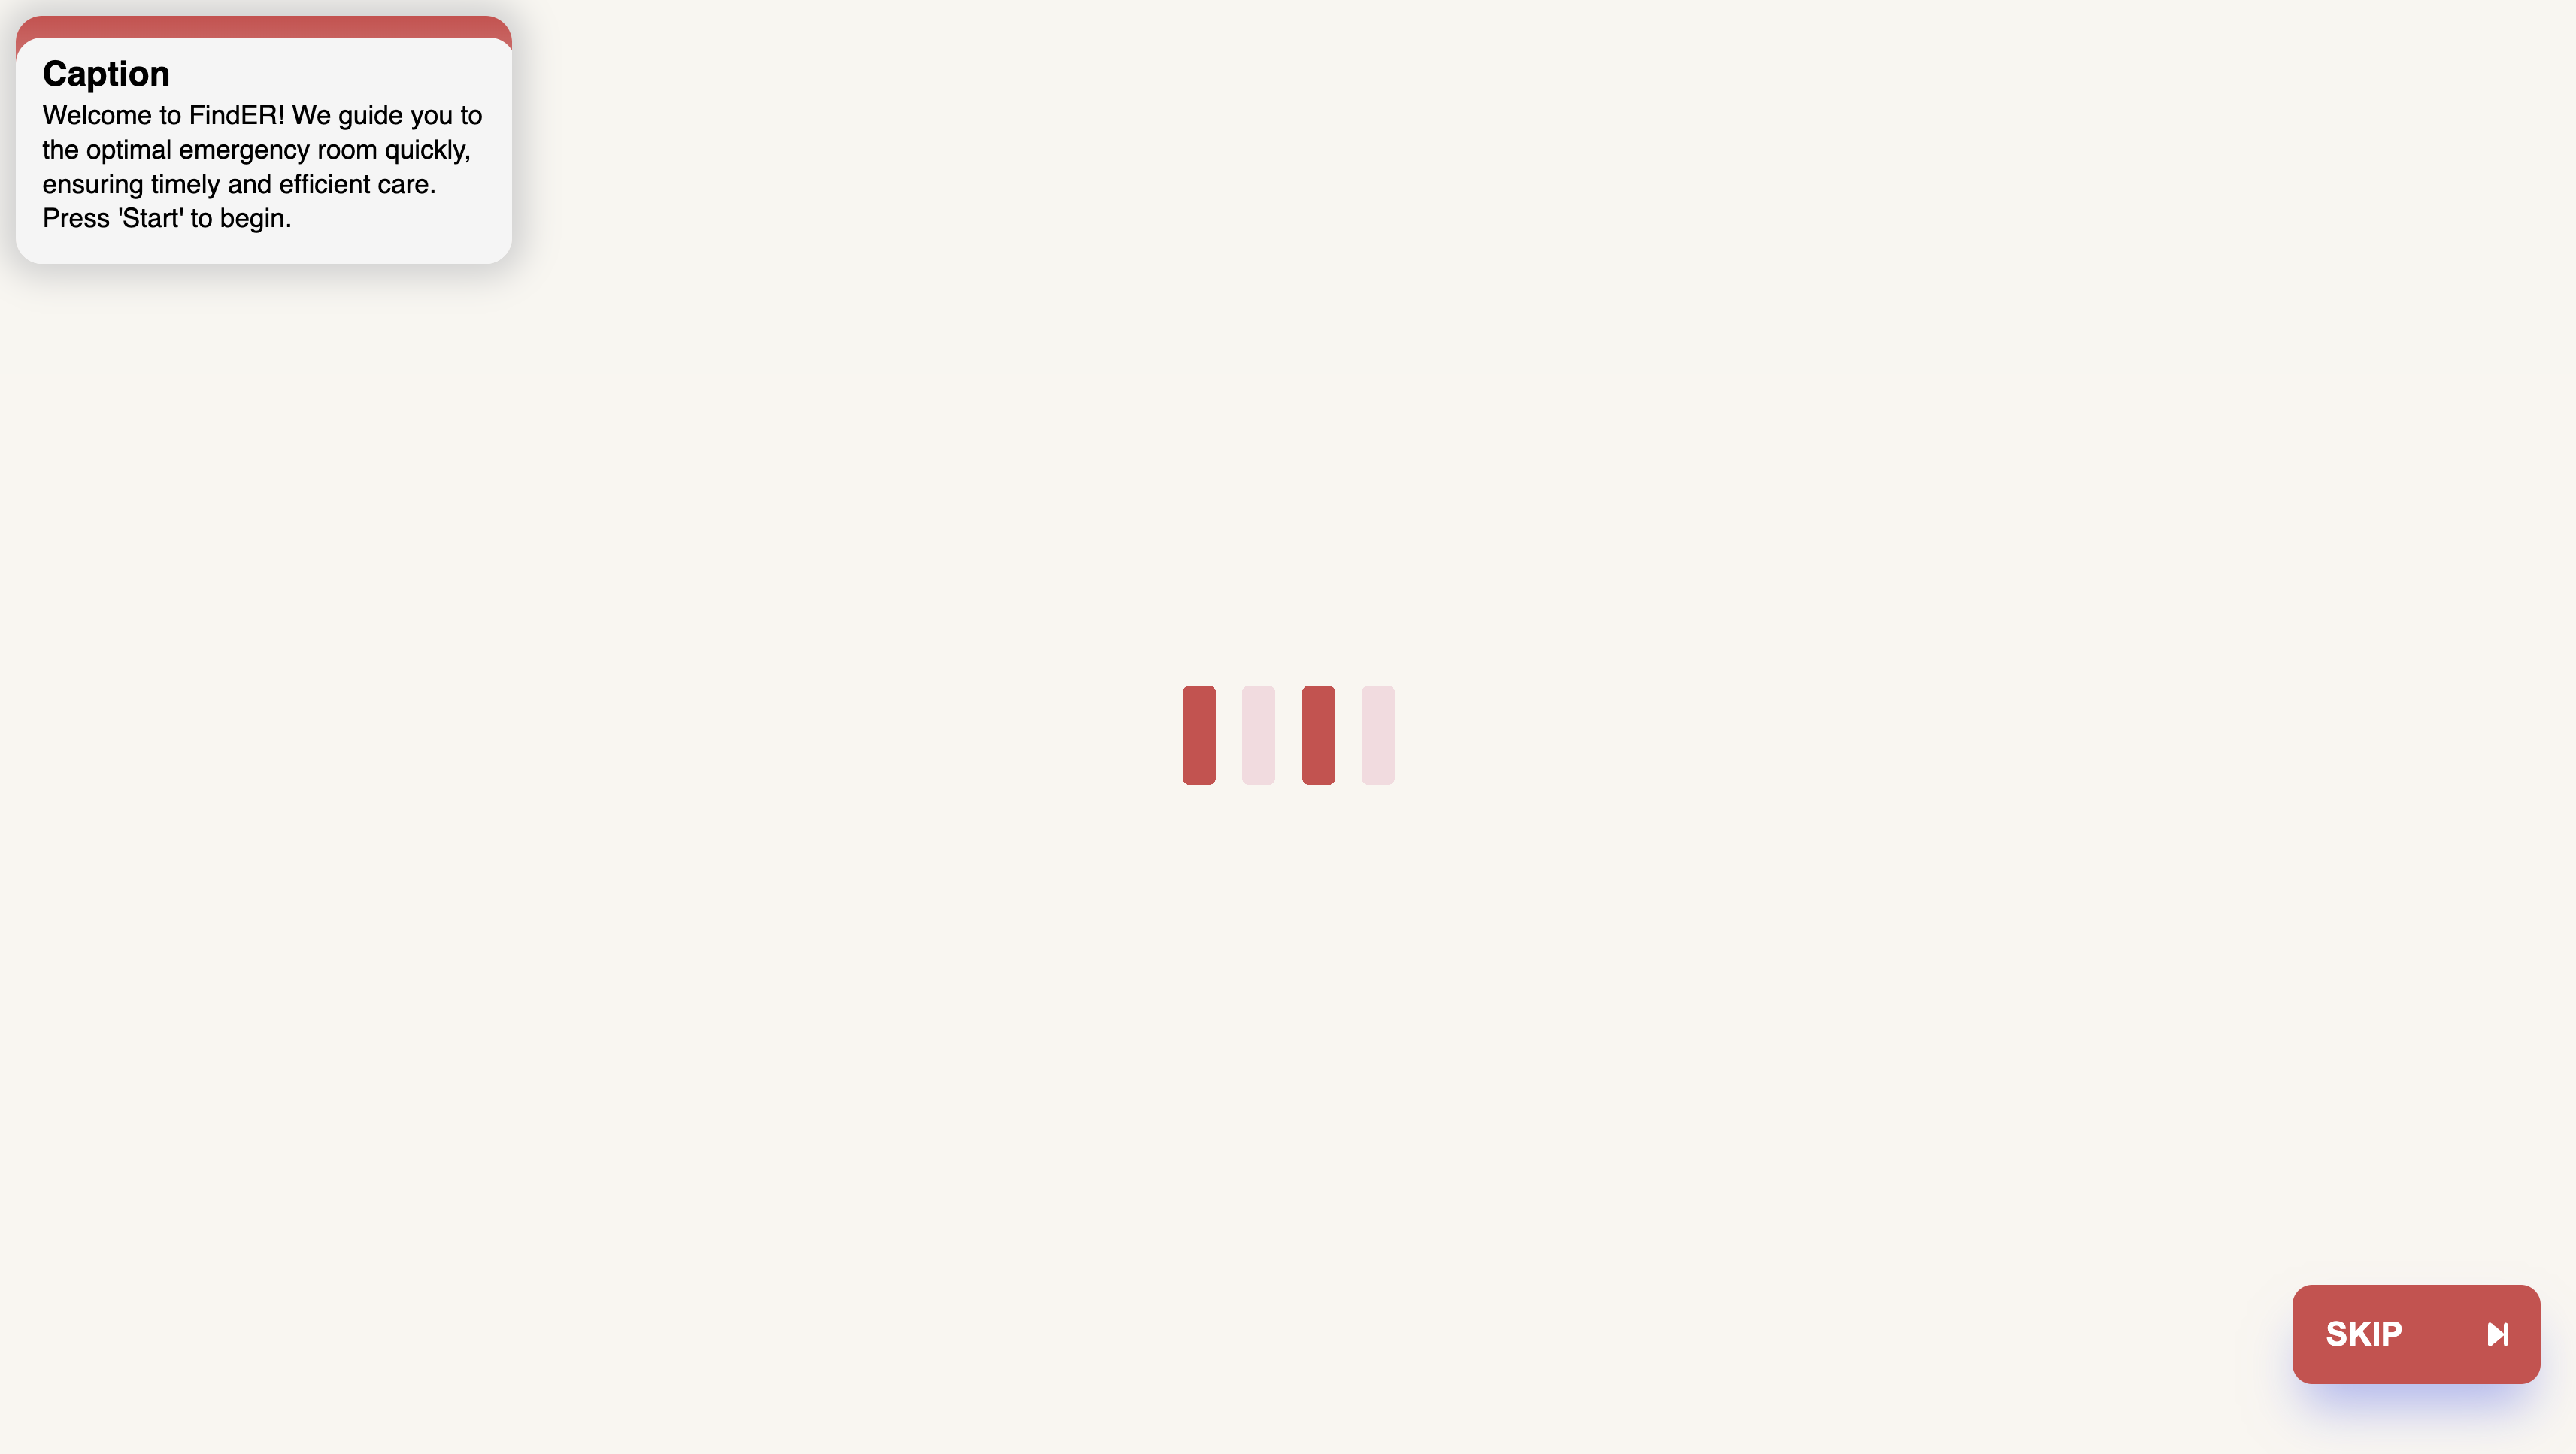 Caption
Welcome to FindER! We guide you to
the optimal emergency room quickly,
ensuring timely and efficient care.
Press 'Start' to begin.
SKIP